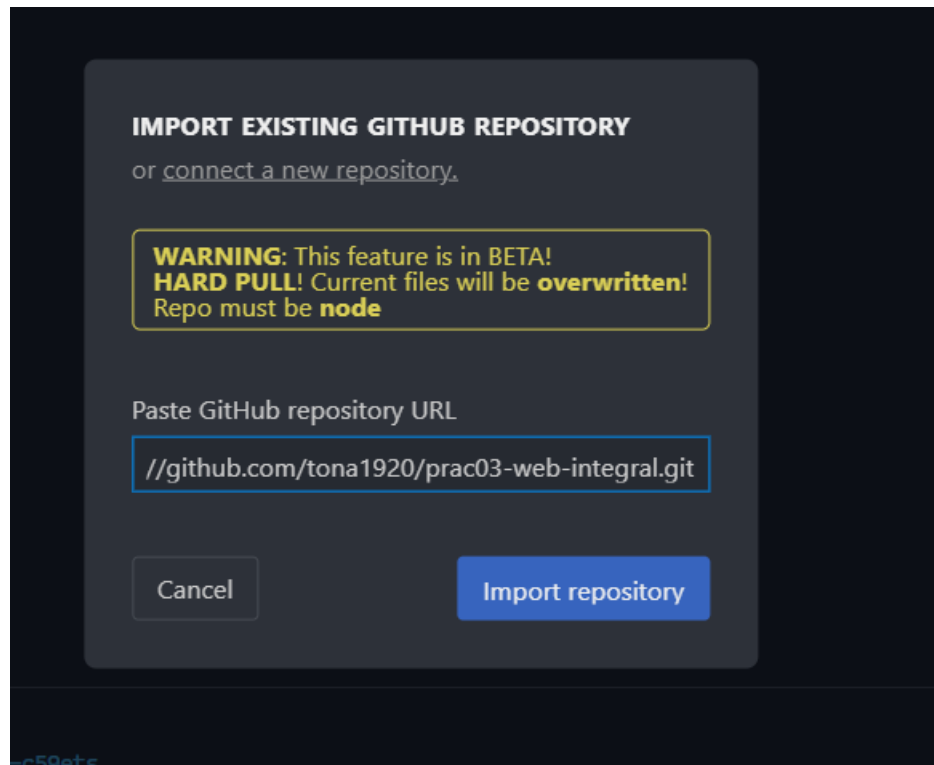 IMPORT EXISTING GITHUB REPOSITORY
or connect a new repository.
WARNING: This feature is in BETA!
HARD PULL! Current files will be overwritten!
Repo must be node
Paste GitHub repository URL
//github.com/tona1920/prac03-web-integral.git
Cancel
Import repository